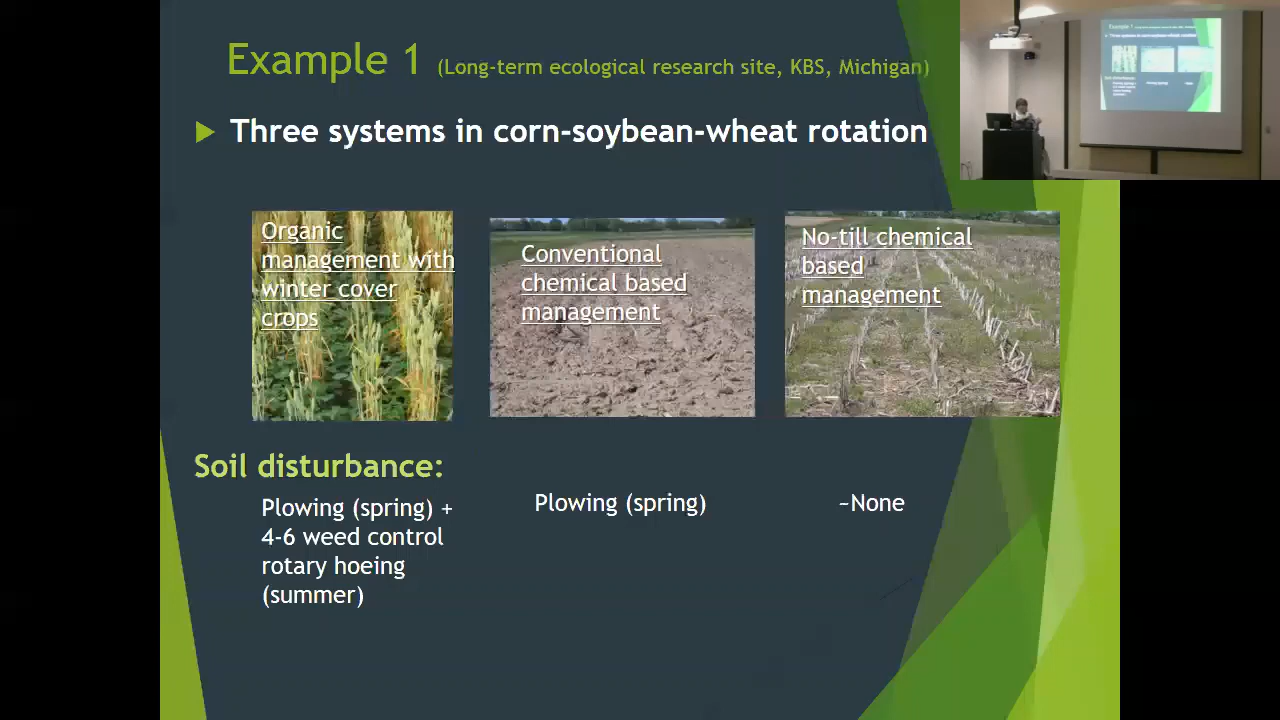 Example 1 (Long-term ecological research site, KBS, Michigan)
Three systems in corn-soybean-wheat rotation
Organic
management with
winter cover
crops
Conventional
chemical based
management
No-till chemical
based
management
Soil disturbance:
Plowing (spring) +
4-6 weed control
rotary hoeing
(summer)
Plowing (spring)
~None